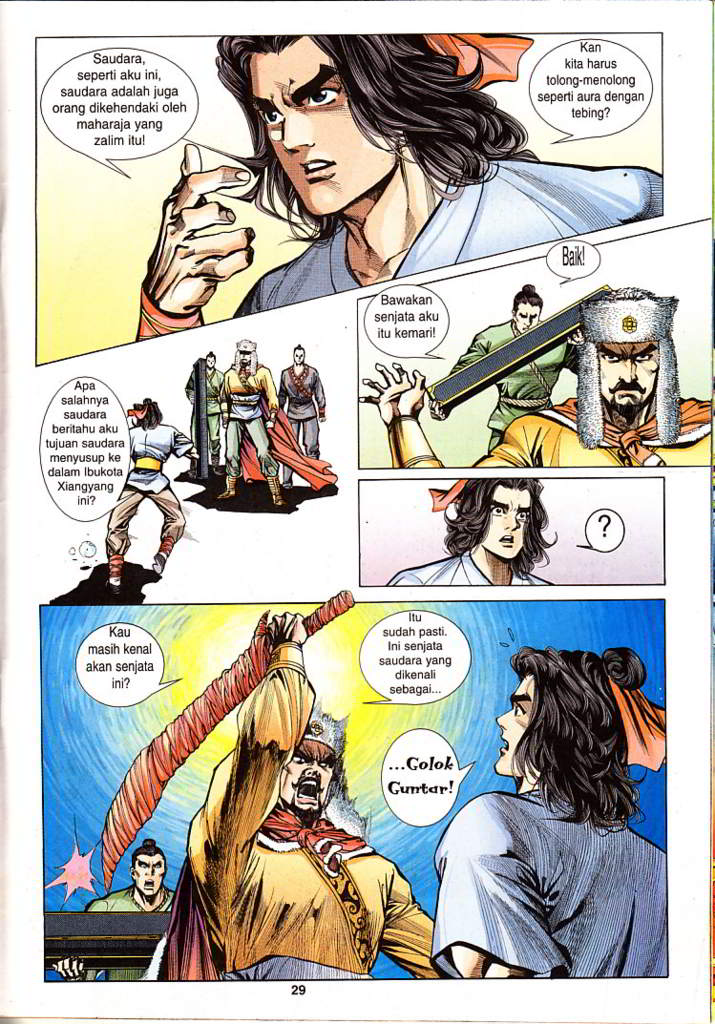 Saudara,
seperti aku ini,
saudara adalah juga
orang dikehendaki oleh
maharaja yang
zalim itu!
Kan
kita harus
tolong-menolong
seperti aura dengan
tebing?
Apa
salahnya
saudara
beritahu aku
tujuan saudara
menyusup ke
dalam Ibukota
Xiangyang
ini?
Bawakan
senjata aku
itu kemari!
Baik!
?
Kau
masih kenal
akan senjata
ini?
Itu
sudah pasti.
Ini senjata
saudara yang
dikenali
sebagai...
...Golok
Guntar!
29